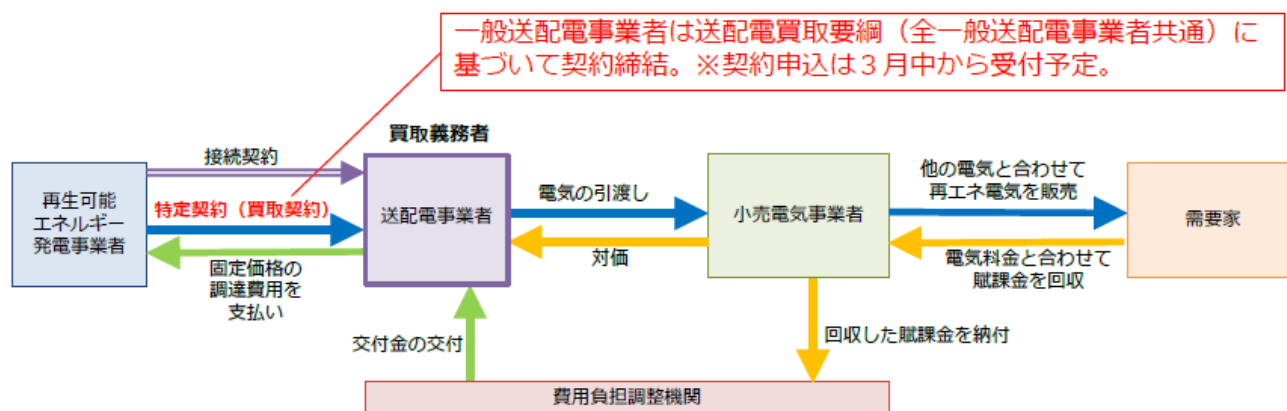 一般送配電事業者は送配電買取要綱（全一般送配電事業者共通）に
基づいて契約締結。※契約申込は３月中から受付予定。
買取義務者
接続契約
再生可能
エネルギー
発電事業者
特定契約（買取契約）
固定価格の
調達費用を
支払い
送配電事業者
電気の引渡し
対価
小売電気事業者
他の電気と合わせて
再エネ電気を販売
電気料金と合わせて
賦課金を回収
需要家
交付金の交付
回収した賦課金を納付
費用負担調整機関